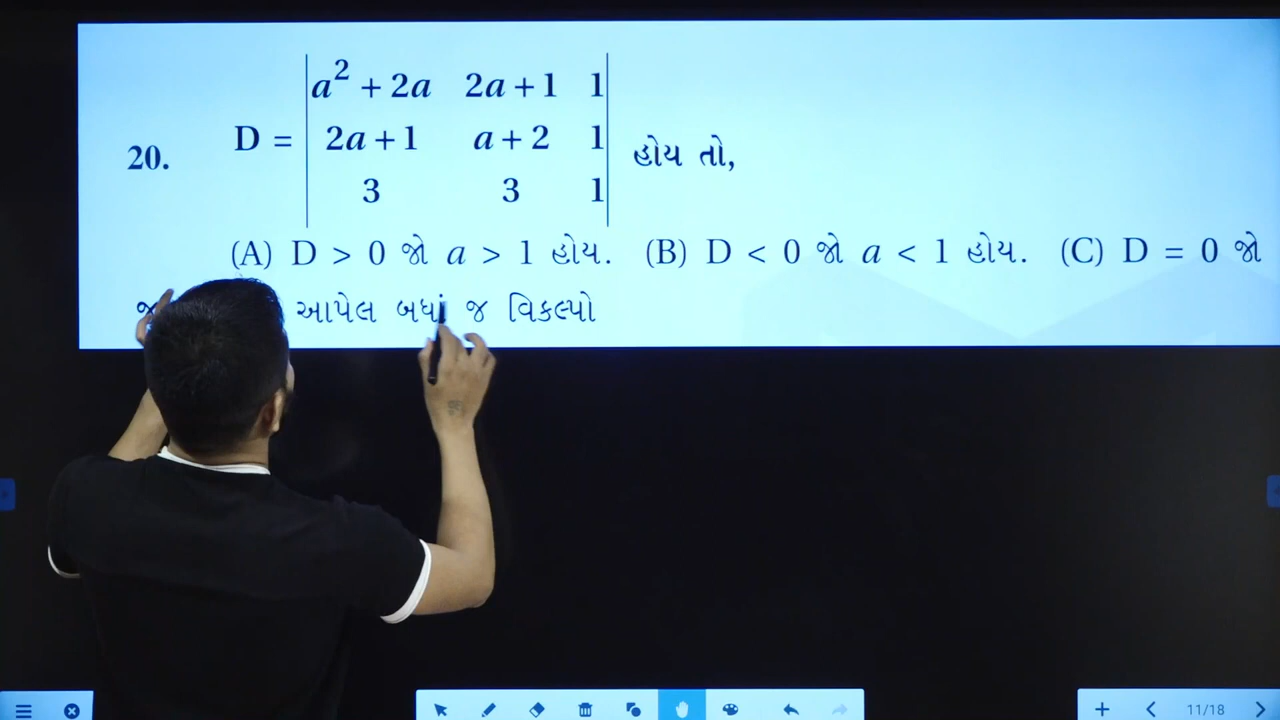 20. D = | a² + 2a 2a + 1 1 |
| 2a + 1 a + 2 1 |
| 3 3 1 | હોય તો,
(A) D > 0 જો a > 1 હોય. (B) D < 0 જો a < 1 હોય. (C) D = 0 જો
આપેલ બધાં જ વિકલ્પો
11/18